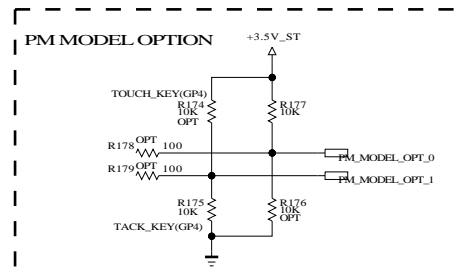 PM MODEL OPTION
+3.5V_ST
TOUCH_KEY(GP4)
R174
10K
OPT
R177
10K
R178
OPT
100
PM_MODEL_OPT_0
R179
OPT
100
PM_MODEL_OPT_1
R175
10K
R176
10K
OPT
TACK_KEY(GP4)